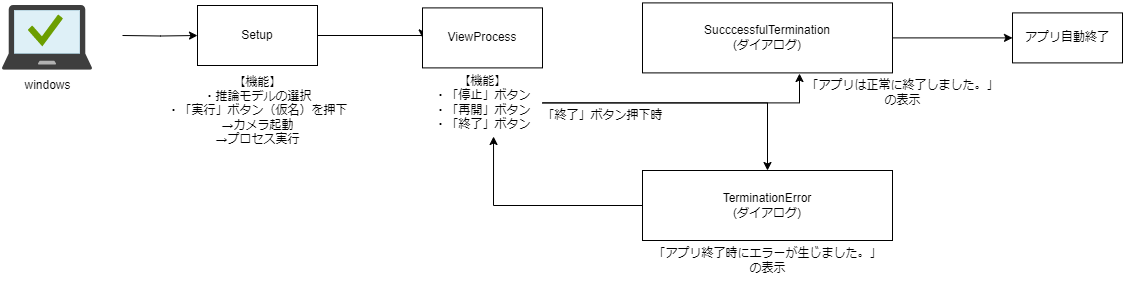 windows
Setup
【機能】
・推論モデルの選択
・「実行」ボタン（仮名）を押下
→カメラ起動
→プロセス実行
ViewProcess
【機能】
・「停止」ボタン
・「再開」ボタン
・「終了」ボタン
「終了」ボタン押下時
SucccessfulTermination
(ダイアログ)
「アプリは正常に終了しました。」
の表示
アプリ自動終了
TerminationError
(ダイアログ)
「アプリ終了時にエラーが生じました。」
の表示